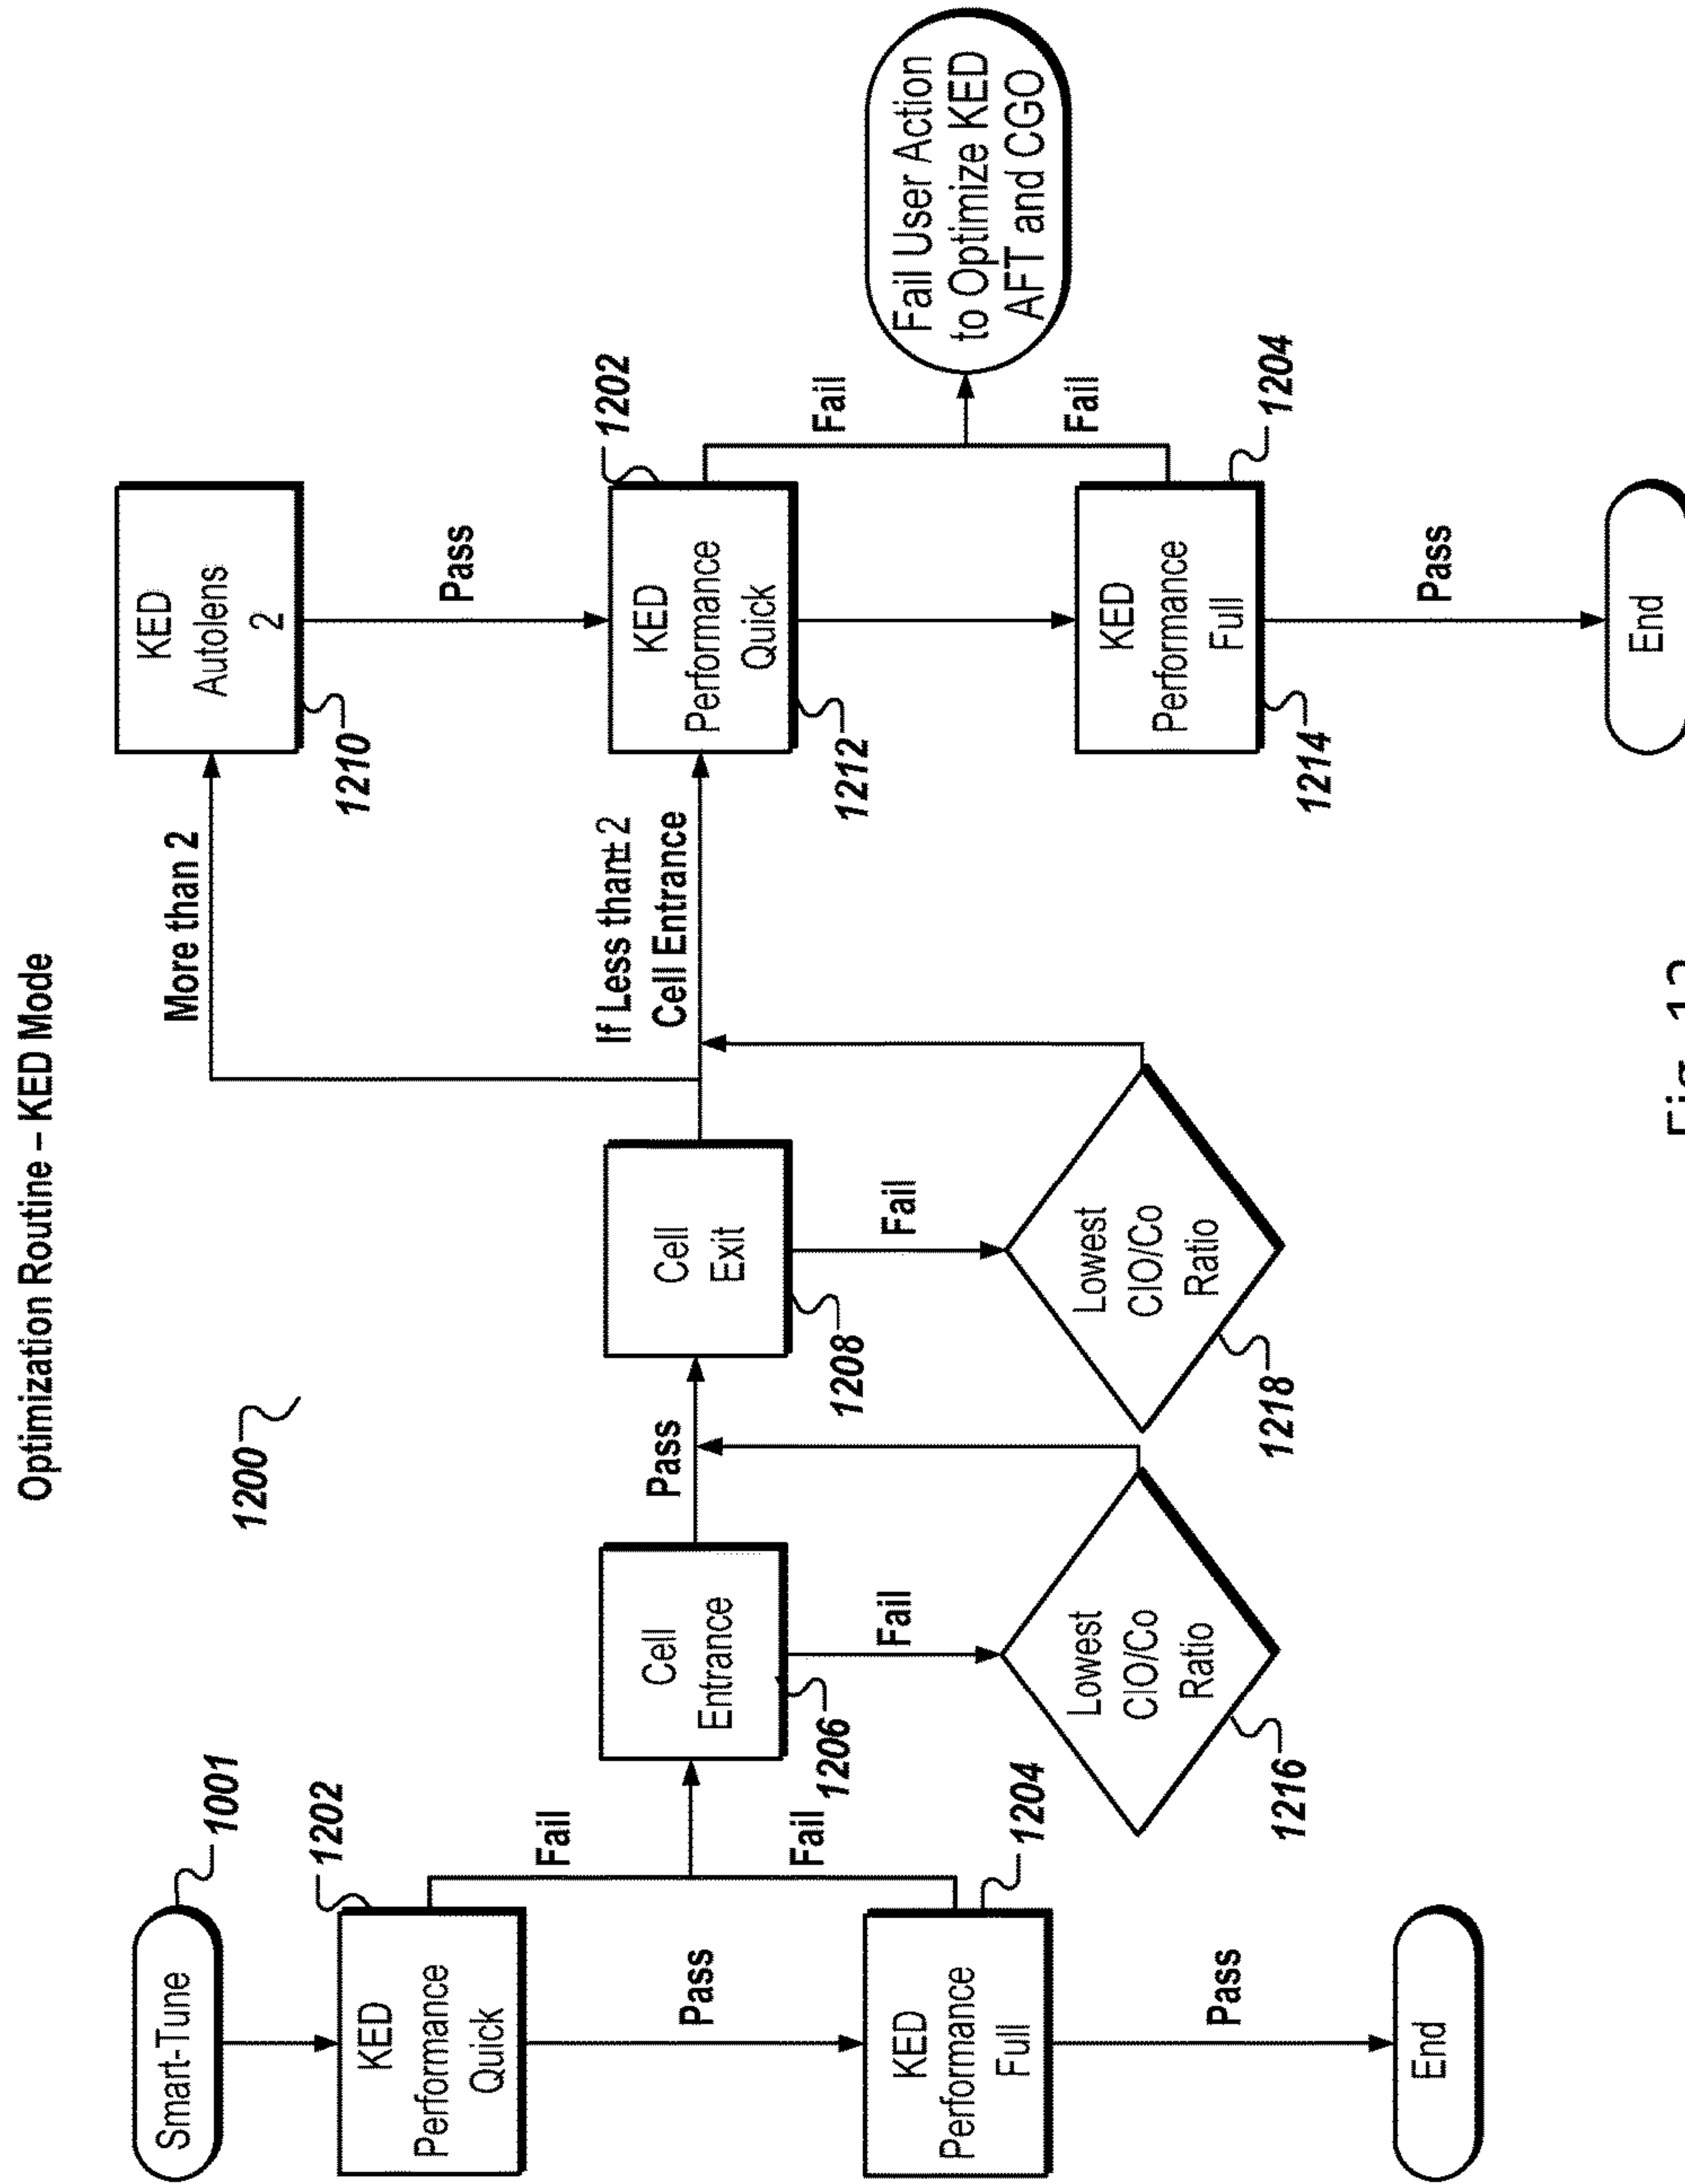 Optimization Routine – KED Mode
1200
Smart-Tune
1001
KED
Performance
Quick
1202
Fail
Pass
KED
Performance
Full
1204
Fail
Pass
End
Cell
Entrance
1206
Pass
Fail
Lowest
CIO/Co
Ratio
1216
Cell
Exit
1208
Fail
Lowest
CIO/Co
Ratio
1218
More than 2
If Less than± 2
Cell Entrance
KED
Autolens
2
1210
Pass
KED
Performance
Quick
1202
1212
Fail
KED
Performance
Full
1204
1214
Fail
Pass
End
Fail User Action
to Optimize KED
AFT and CGO